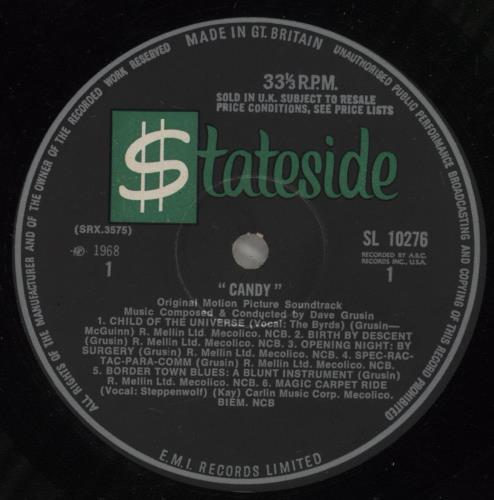 MADE IN GT. BRITAIN
UNAUTHORISED PUBLIC PERFORMANCE BROADCASTING AND COPYING OF THIS RECORD PROHIBITED
ALL RIGHTS OF THE MANUFACTURER AND OF THE OWNER OF THE RECORDED WORK RESERVED
33⅓ R.P.M.
SOLD IN U.K. SUBJECT TO RESALE
PRICE CONDITIONS, SEE PRICE LISTS
$tateside
(SRX.3575)
℗ 1968
1
SL 10276
RECORDED BY A.B.C.
RECORDS INC., U.S.A.
1
"CANDY"
Original Motion Picture Soundtrack
Music Composed & Conducted by Dave Grusin
1. CHILD OF THE UNIVERSE (Vocal: The Byrds) (Grusin—
McGuinn) R. Mellin Ltd. Mecolico. NCB. 2. BIRTH BY DESCENT
(Grusin) R. Mellin Ltd. Mecolico. NCB. 3. OPENING NIGHT: BY
SURGERY (Grusin) R. Mellin Ltd. Mecolico. NCB. 4. SPEC-RAC-
TAC-PARA-COMM (Grusin) R. Mellin Ltd. Mecolico. NCB.
5. BORDER TOWN BLUES: A BLUNT INSTRUMENT (Grusin)
R. Mellin Ltd. Mecolico. NCB. 6. MAGIC CARPET RIDE
(Vocal: Steppenwolf) (Kay) Carlin Music Corp. Mecolico.
BIEM. NCB
E.M.I. RECORDS LIMITED